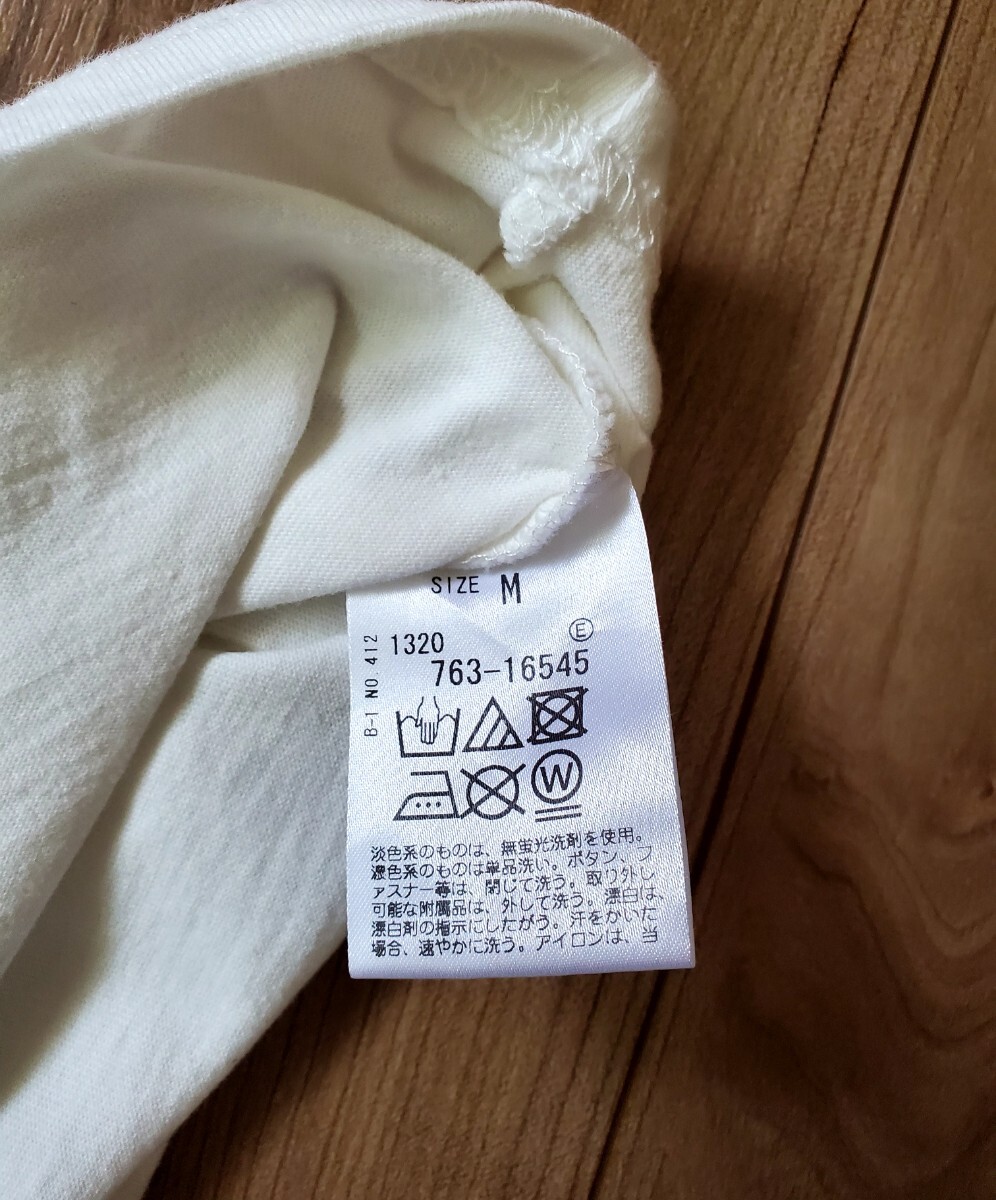 SIZE M
B-1 NO 412
1320
Ⓔ
763-16545
W
淡色系のものは、無蛍光洗剤を使用。
濃色系のものは単品洗い。ボタン、フ
ァスナー等は、閉じて洗う。取り外し
可能な附属品は、外して洗う。漂白は、
漂白剤の指示にしたがう。汗をかいた
場合、速やかに洗う。アイロンは、当